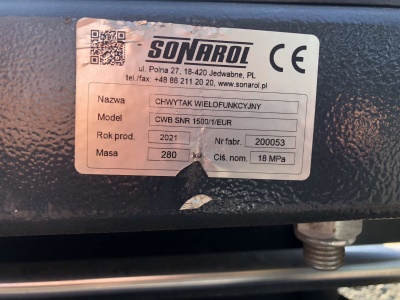 SONAROL
ul. Polna 27, 18-420 Jedwabne, PL
tel./fax: +48 86 211 20 20, www.sonarol.pl
CE
Nazwa CHWYTAK WIELOFUNKCYJNY
Model CWB SNR 1500/1/EUR
Rok prod. 2021 Nr fabr. 200053
Masa 280 Ciś. nom. 18 MPa